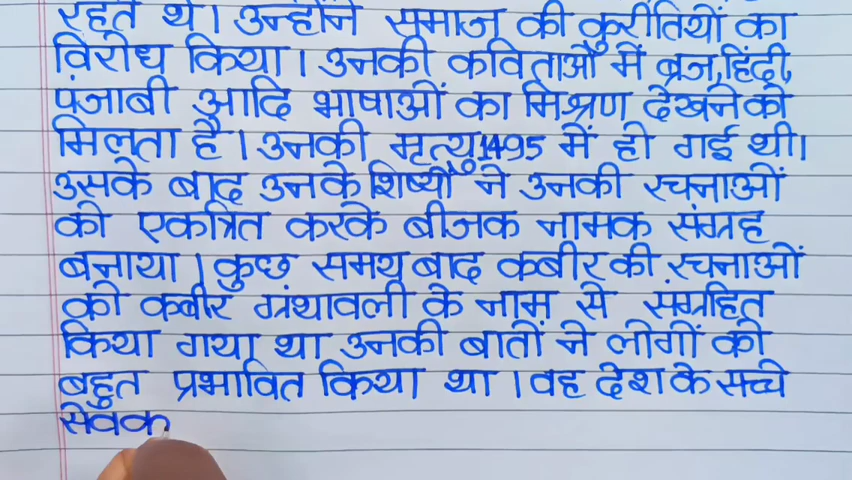 रहते थे। उन्होंने समाज की कुरीतियों का
विरोध किया। उनकी कविताओं में ब्रज,हिंदी,
पंजाबी आदि भाषाओं का मिश्रण देखने को
मिलता है। उनकी मृत्यु 1495 में हो गई थी।
उसके बाद उनके शिष्यों ने उनकी रचनाओं
को एकत्रित करके बीजक नामक संग्रह
बनाया। कुछ समय बाद कबीर की रचनाओं
को कबीर ग्रंथावली के नाम से संग्रहित
किया गया था उनकी बातों ने लोगों को
बहुत प्रभावित किया था। वह देश के सच्चे
सेवक